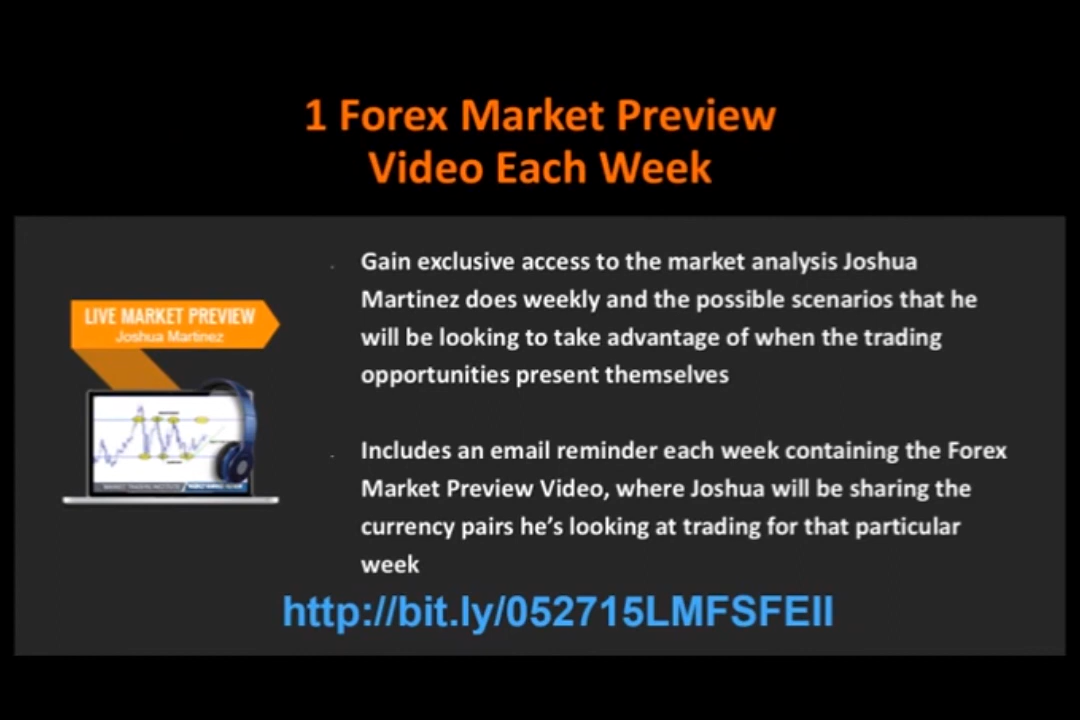 1 Forex Market Preview
Video Each Week
Gain exclusive access to the market analysis Joshua
Martinez does weekly and the possible scenarios that he
will be looking to take advantage of when the trading
opportunities present themselves
LIVE MARKET PREVIEW
Joshua Martinez
Includes an email reminder each week containing the Forex
Market Preview Video, where Joshua will be sharing the
currency pairs he’s looking at trading for that particular
week
http://bit.ly/052715LMFSFEII